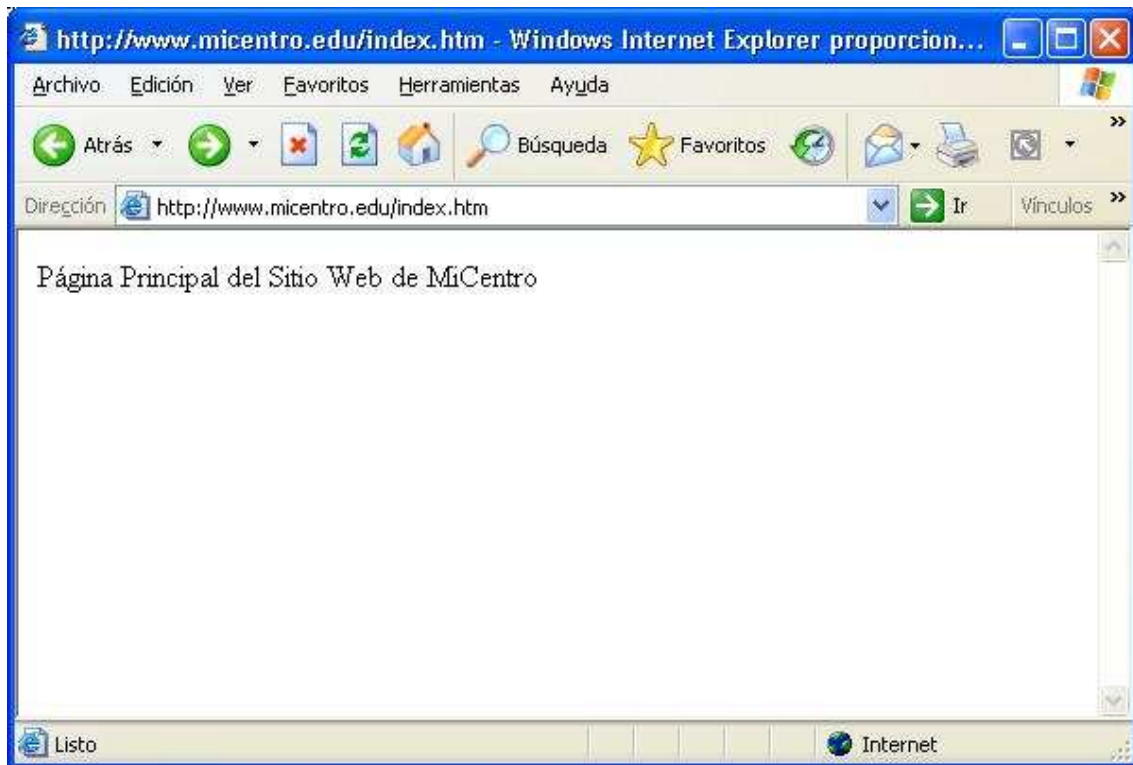 http://www.micentro.edu/index.htm - Windows Internet Explorer proporcion...
Archivo Edición Ver Favoritos Herramientas Ayuda
Atrás Búsqueda Favoritos »
Dirección http://www.micentro.edu/index.htm Ir Vínculos »
Página Principal del Sitio Web de MiCentro
Listo Internet